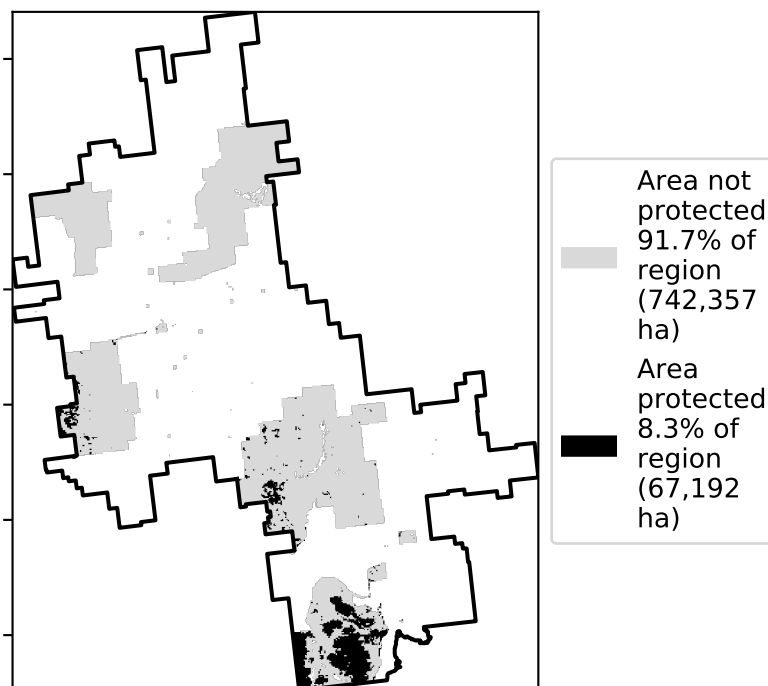 Area not
protected
91.7% of
region
(742,357
ha)
Area
protected
8.3% of
region
(67,192
ha)